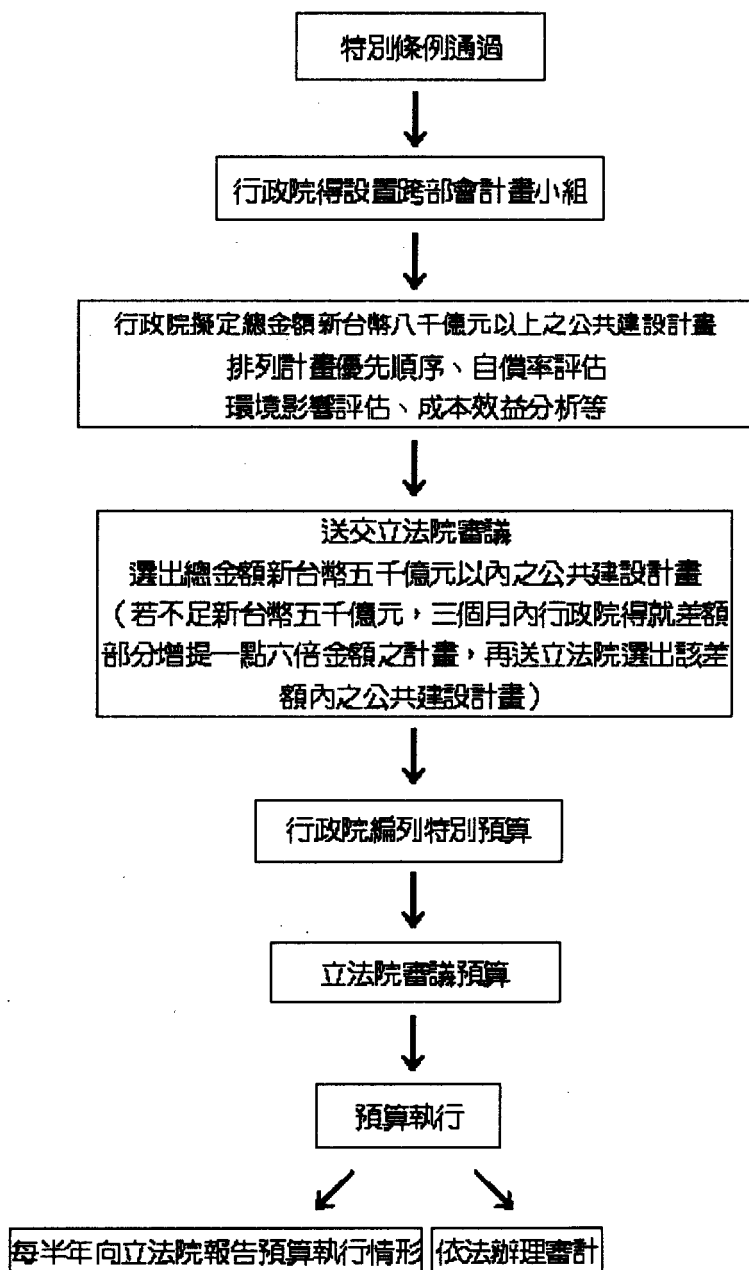 特別條例通過
行政院得設置跨部會計畫小組
行政院擬定總金額新台幣八千億元以上之公共建設計畫
排列計畫優先順序、自償率評估
環境影響評估、成本效益分析等
送交立法院審議
選出總金額新台幣五千億元以內之公共建設計畫
（若不足新台幣五千億元，三個月內行政院得就差額
部分增提一點六倍金額之計畫，再送立法院選出該差
額內之公共建設計畫）
行政院編列特別預算
立法院審議預算
預算執行
每半年向立法院報告預算執行情形
依法辦理審計